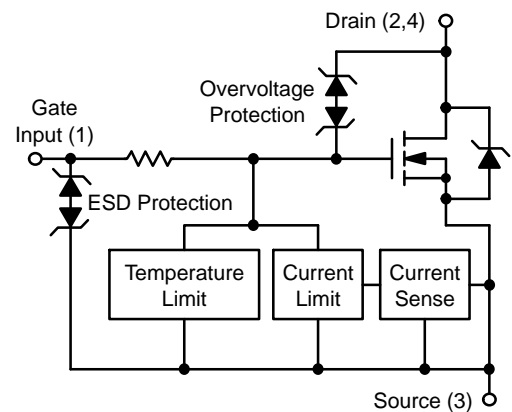 Drain (2,4)
Overvoltage
Protection
Gate
Input (1)
ESD Protection
Temperature
Limit
Current
Limit
Current
Sense
Source (3)